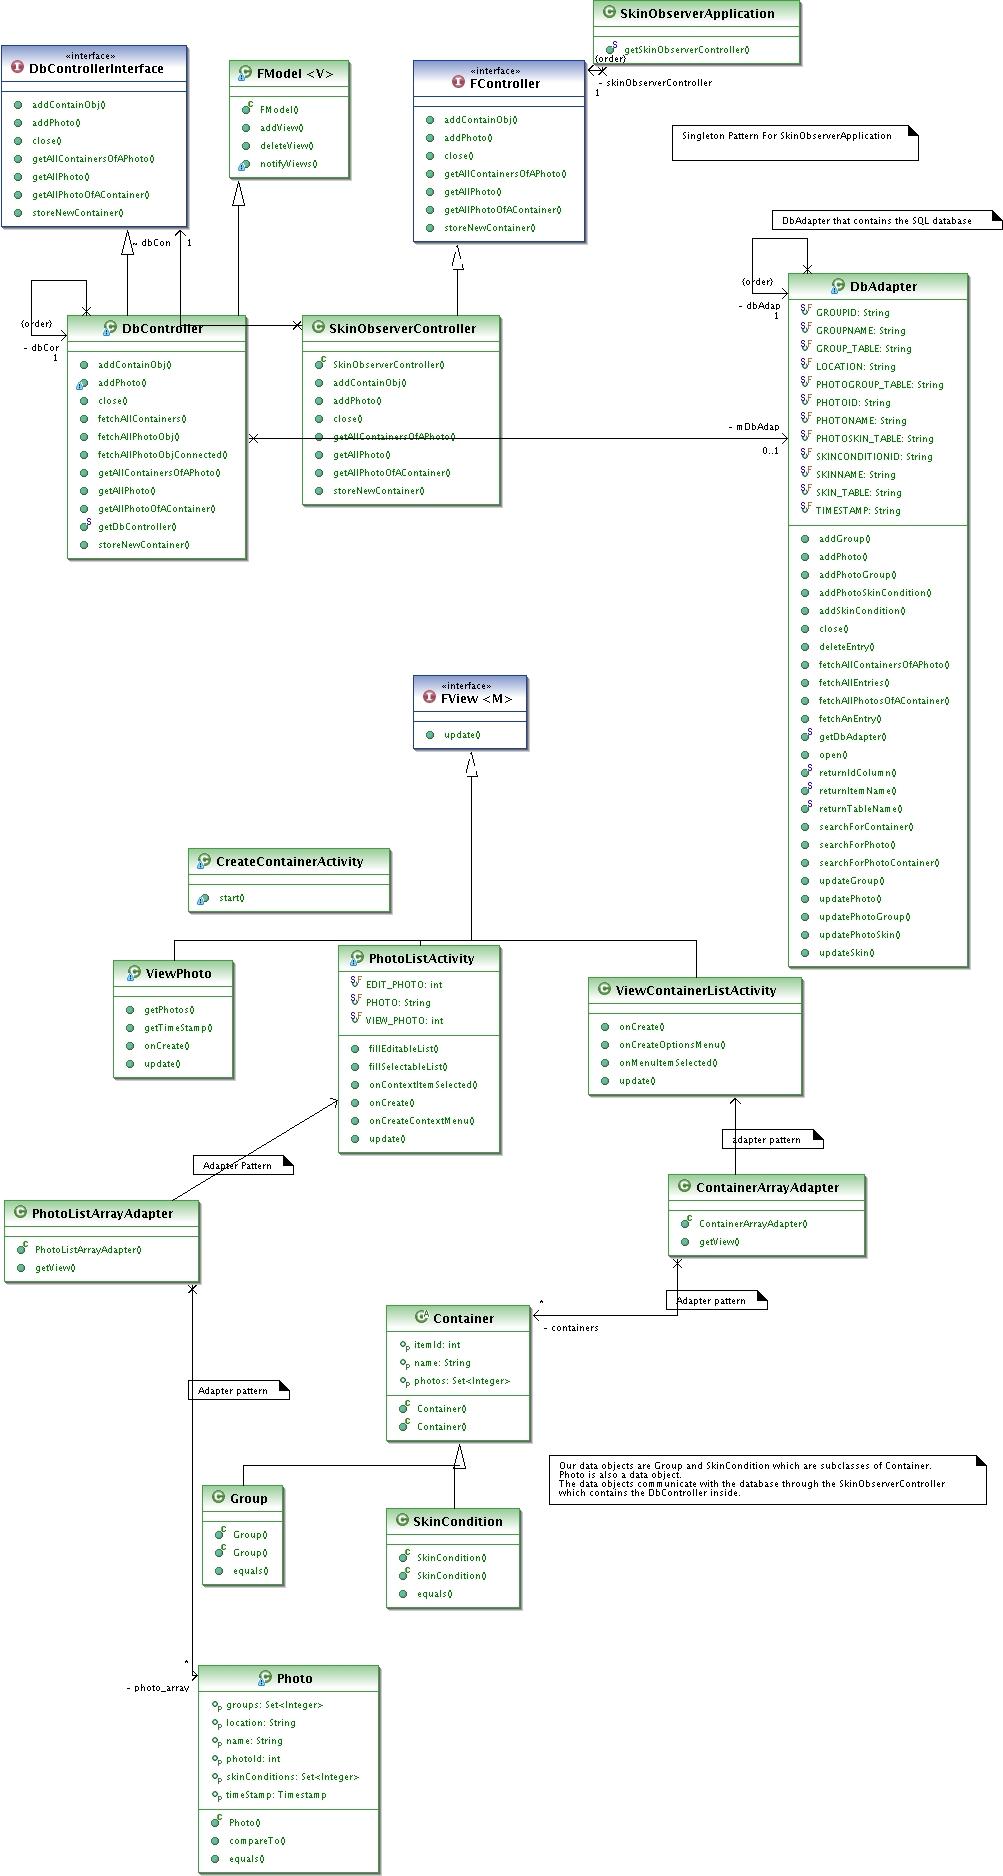 SkinObserverApplication
getSkinObserverController()
{order}
- skinObserverController
1
«interface»
DbControllerInterface
addContainObj()
addPhoto()
close()
getAllContainersOfAPhoto()
getAllPhoto()
getAllPhotoOfAContainer()
storeNewContainer()
FModel <V>
FModel()
addView()
deleteView()
notifyViews()
«interface»
FController
addContainObj()
addPhoto()
close()
getAllContainersOfAPhoto()
getAllPhoto()
getAllPhotoOfAContainer()
storeNewContainer()
Singleton Pattern For SkinObserverApplication
DbAdapter that contains the SQL database
~ dbCon
1
{order}
- dbCor
1
DbController
addContainObj()
addPhoto()
close()
fetchAllContainers()
fetchAllPhotoObj()
fetchAllPhotoObjConnected()
getAllContainersOfAPhoto()
getAllPhoto()
getAllPhotoOfAContainer()
getDbController()
storeNewContainer()
SkinObserverController
SkinObserverController()
addContainObj()
addPhoto()
close()
getAllContainersOfAPhoto()
getAllPhoto()
getAllPhotoOfAContainer()
storeNewContainer()
- mDbAdap
0..1
{order}
- dbAdap
1
DbAdapter
GROUPID: String
GROUPNAME: String
GROUP_TABLE: String
LOCATION: String
PHOTOGROUP_TABLE: String
PHOTOID: String
PHOTONAME: String
PHOTOSKIN_TABLE: String
SKINCONDITIONID: String
SKINNAME: String
SKIN_TABLE: String
TIMESTAMP: String
addGroup()
addPhoto()
addPhotoGroup()
addPhotoSkinCondition()
addSkinCondition()
close()
deleteEntry()
fetchAllContainersOfAPhoto()
fetchAllEntries()
fetchAllPhotosOfAContainer()
fetchAnEntry()
getDbAdapter()
open()
returnIdColumn()
returnItemName()
returnTableName()
searchForContainer()
searchForPhoto()
searchForPhotoContainer()
updateGroup()
updatePhoto()
updatePhotoGroup()
updatePhotoSkin()
updateSkin()
«interface»
FView <M>
update()
CreateContainerActivity
start()
ViewPhoto
getPhotos()
getTimeStamp()
onCreate()
update()
PhotoListActivity
EDIT_PHOTO: int
PHOTO: String
VIEW_PHOTO: int
fillEditableList()
fillSelectableList()
onContextItemSelected()
onCreate()
onCreateContextMenu()
update()
ViewContainerListActivity
onCreate()
onCreateOptionsMenu()
onMenuItemSelected()
update()
adapter pattern
Adapter Pattern
PhotoListArrayAdapter
PhotoListArrayAdapter()
getView()
ContainerArrayAdapter
ContainerArrayAdapter()
getView()
Adapter pattern
*
- containers
Container
itemId: int
name: String
photos: Set<Integer>
Container()
Container()
Adapter pattern
Our data objects are Group and SkinCondition which are subclasses of Container.
Photo is also a data object.
The data objects communicate with the database through the SkinObserverController
which contains the DbController inside.
Group
Group()
Group()
equals()
SkinCondition
SkinCondition()
SkinCondition()
equals()
*
- photo_array
Photo
groups: Set<Integer>
location: String
name: String
photoId: int
skinConditions: Set<Integer>
timeStamp: Timestamp
Photo()
compareTo()
equals()